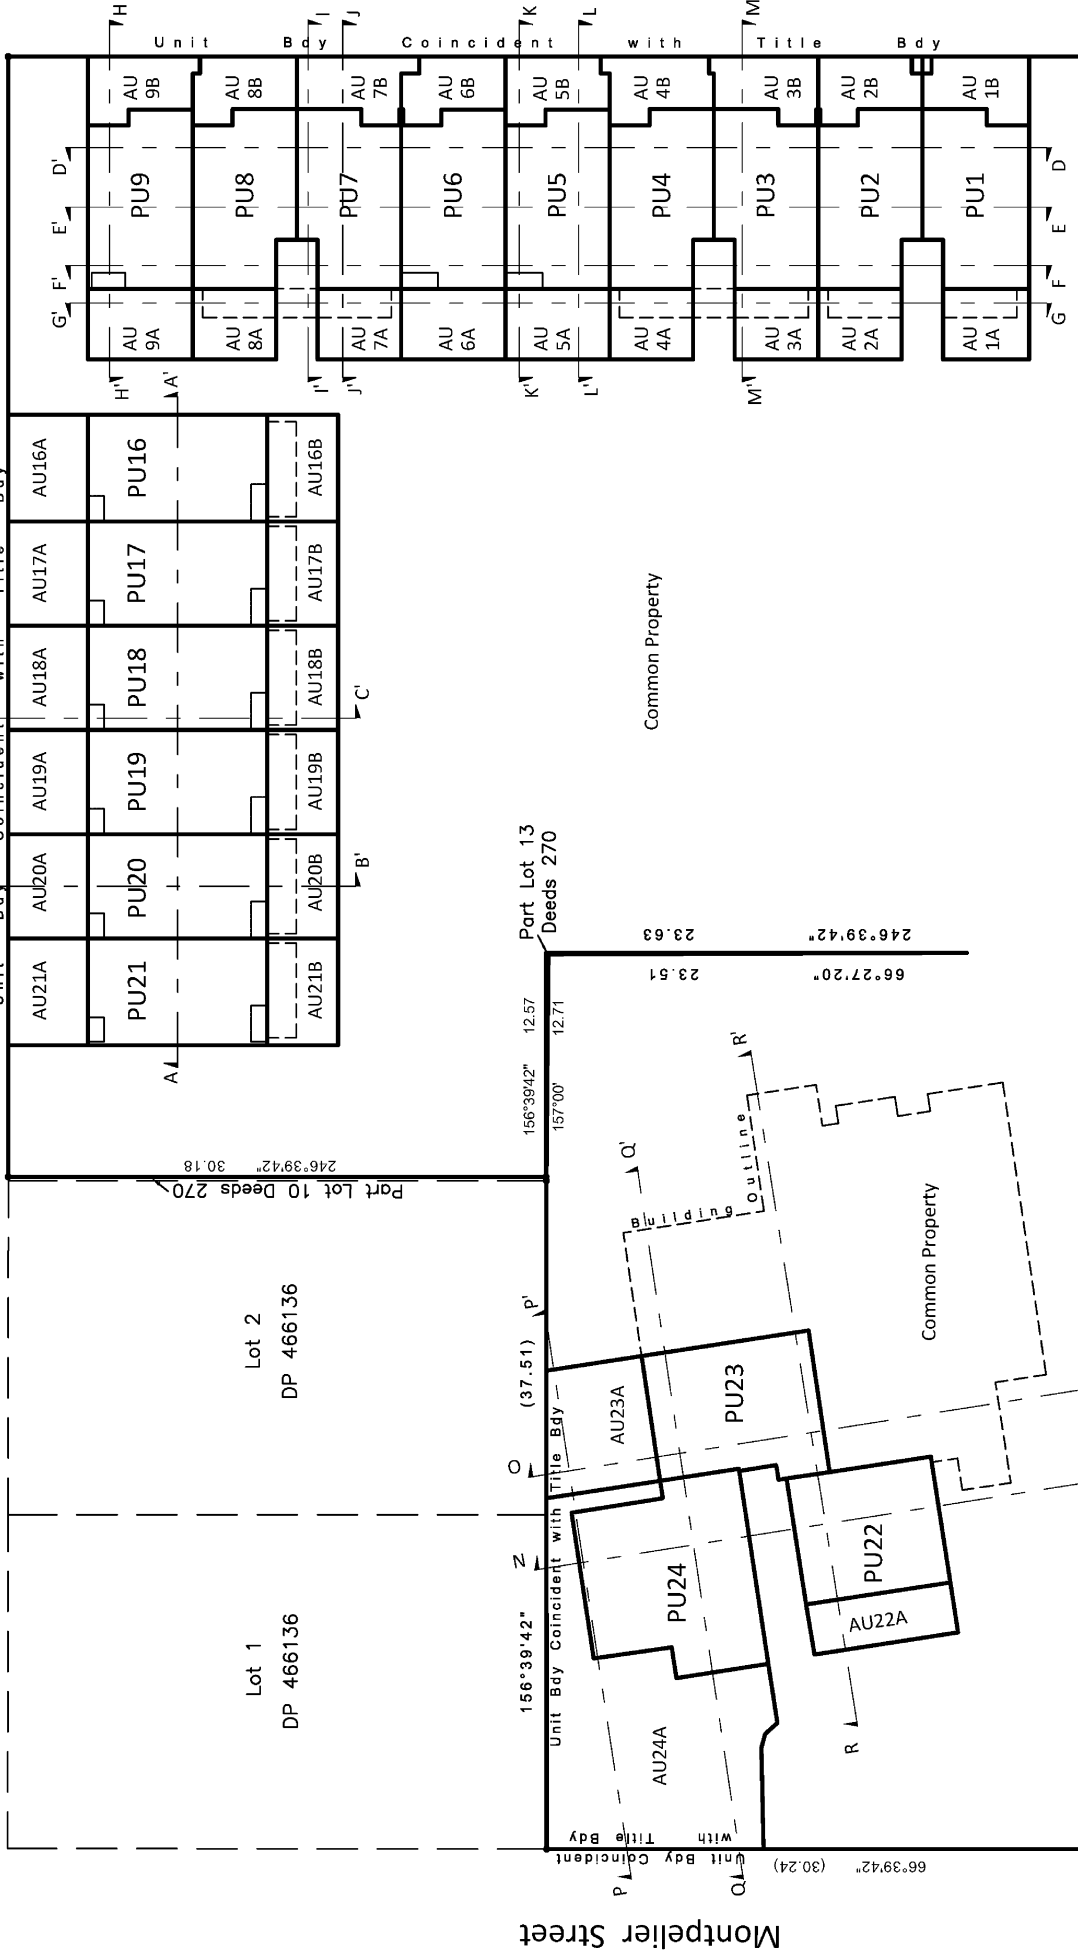 H
I
J
K
L
M
Unit Bdy Coincident with Title Bdy
AU 9B
AU 8B
AU 7B
AU 6B
AU 5B
AU 4B
AU 3B
AU 2B
AU 1B
D'
E'
F'
G'
PU9
PU8
PU7
PU6
PU5
PU4
PU3
PU2
PU1
D
E
F
G
AU 9A
AU 8A
AU 7A
AU 6A
AU 5A
AU 4A
AU 3A
AU 2A
AU 1A
H'
I'
J'
K'
L'
M'
A'
Unit Bdy Coincident with Title Bdy
AU16A
AU17A
AU18A
AU19A
AU20A
AU21A
PU16
PU17
PU18
PU19
PU20
PU21
AU16B
AU17B
AU18B
AU19B
AU20B
AU21B
A
C'
B'
Common Property
Part Lot 13
Deeds 270
23.63
246°39'42"
23.51
66°27'20"
156°39'42" 12.57
157°00' 12.71
246°39'42" 30.18
Part Lot 10 Deeds 270
Lot 2
DP 466136
Lot 1
DP 466136
156°39'42"
(37.51)
Unit Bdy Coincident with Title Bdy
P'
Q'
R'
Building Outline
Common Property
O
N
AU23A
PU23
PU24
PU22
AU22A
AU24A
R
P
Q
Unit Bdy Coincident
with Title Bdy
66°39'42" (30.24)
Montpelier Street